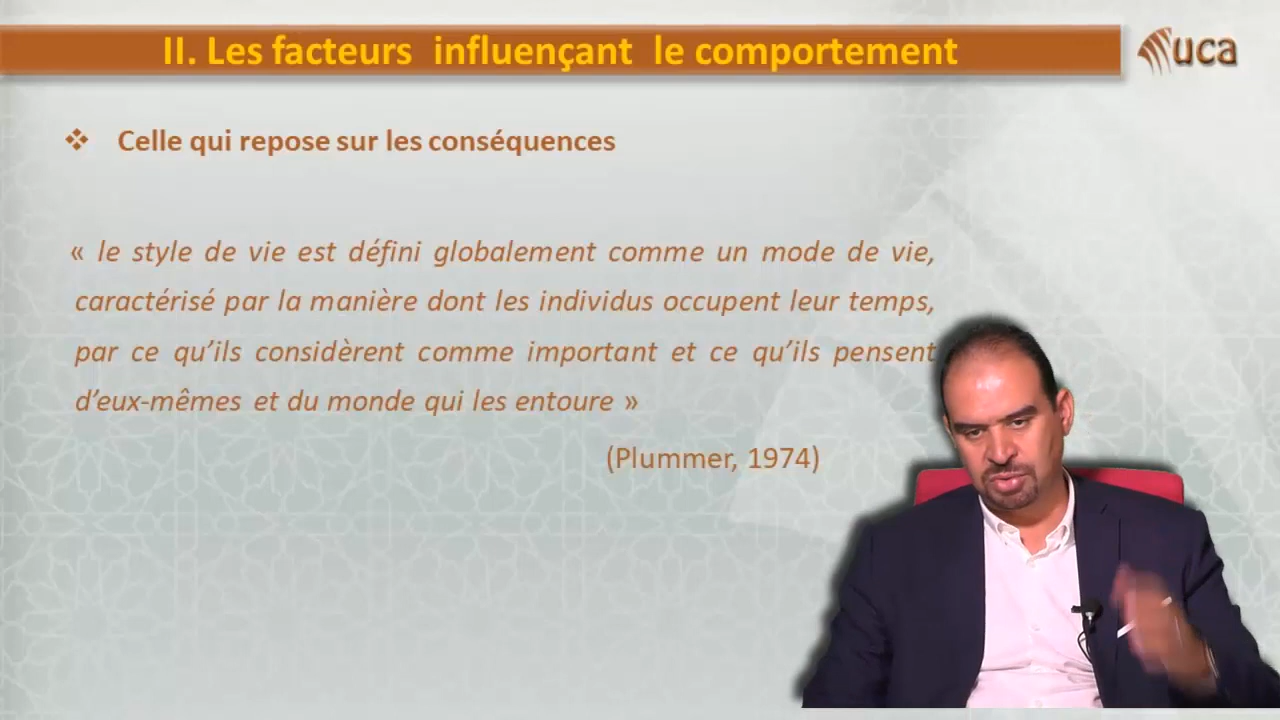 II. Les facteurs influençant le comportement
uca
❖ Celle qui repose sur les conséquences
« le style de vie est défini globalement comme un mode de vie,
caractérisé par la manière dont les individus occupent leur temps,
par ce qu’ils considèrent comme important et ce qu’ils pensent
d’eux-mêmes et du monde qui les entoure »
(Plummer, 1974)